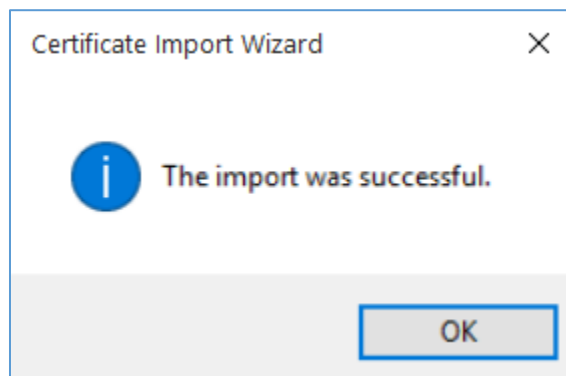 Certificate Import Wizard
The import was successful.
OK